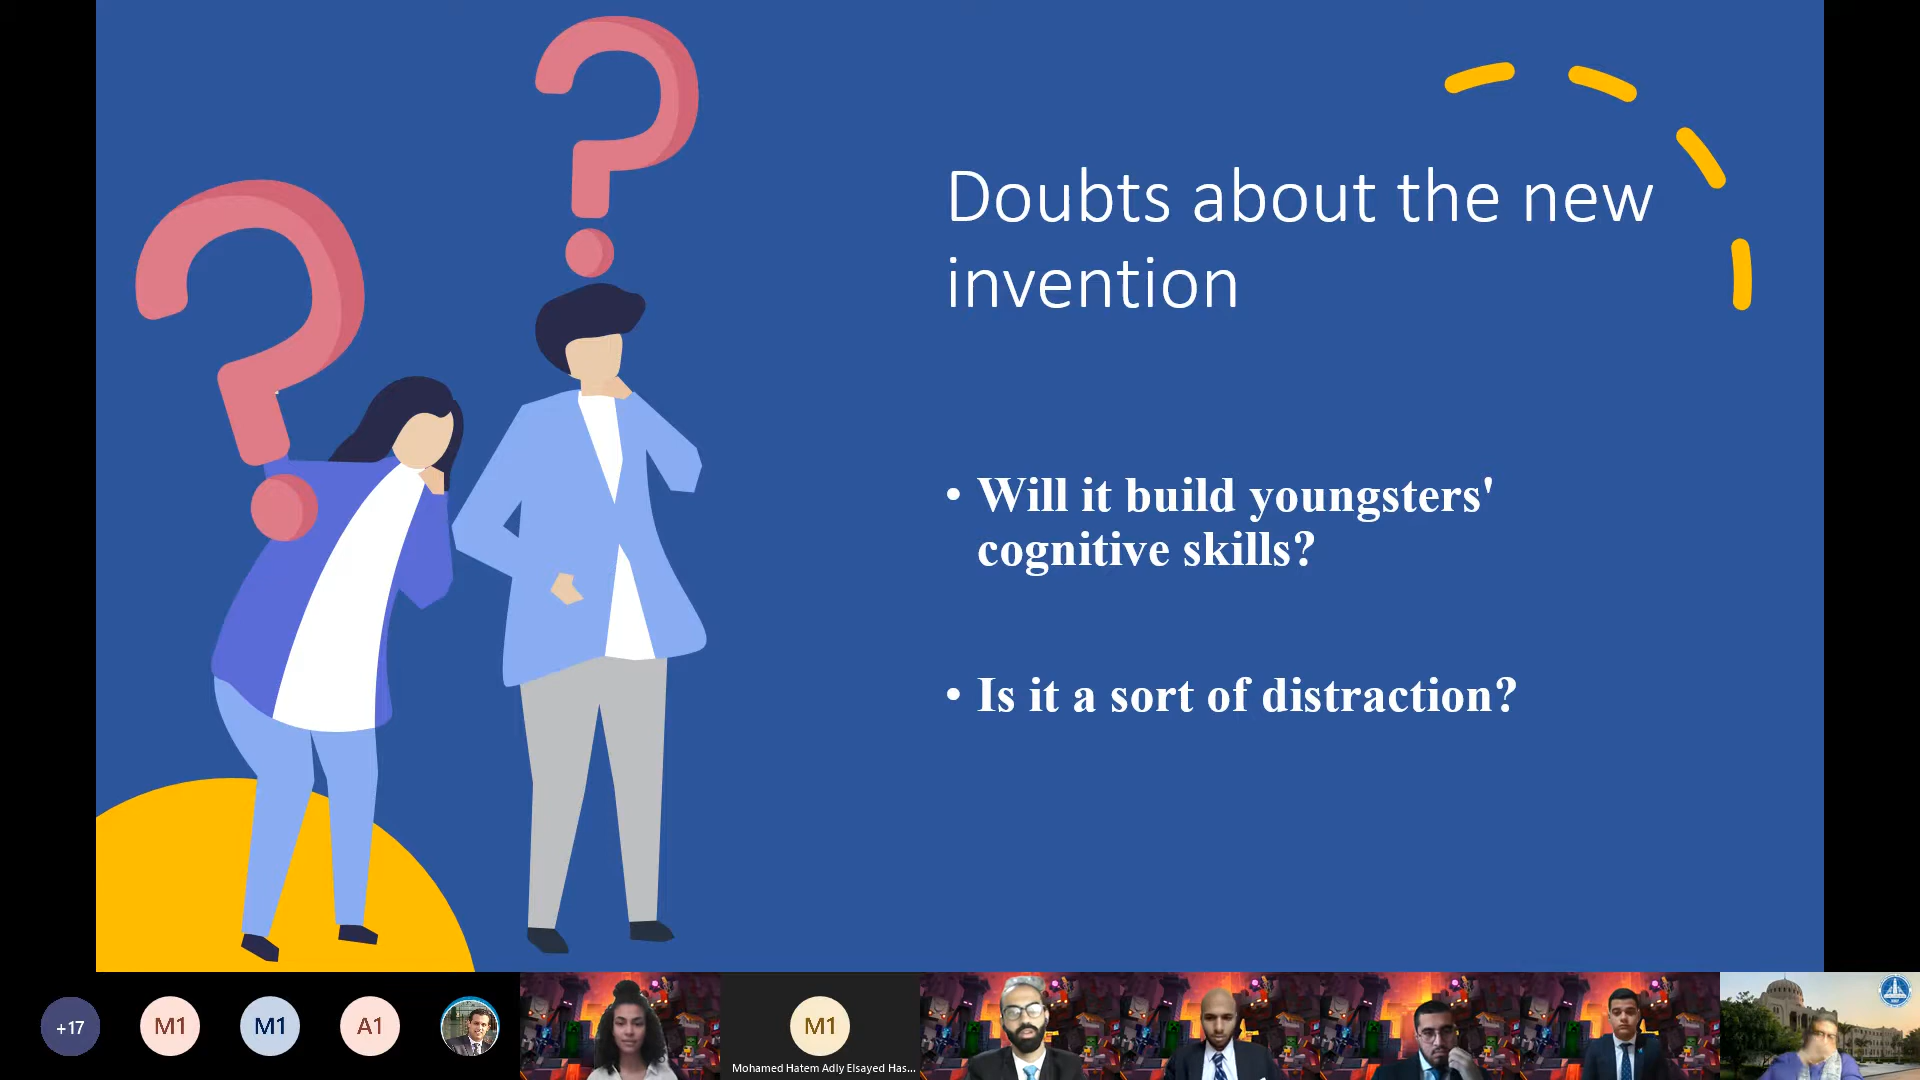 Doubts about the new
invention
• Will it build youngsters'
cognitive skills?
• Is it a sort of distraction?
+17
M1
M1
A1
M1
Mohamed Hatem Adly Elsayed Has...